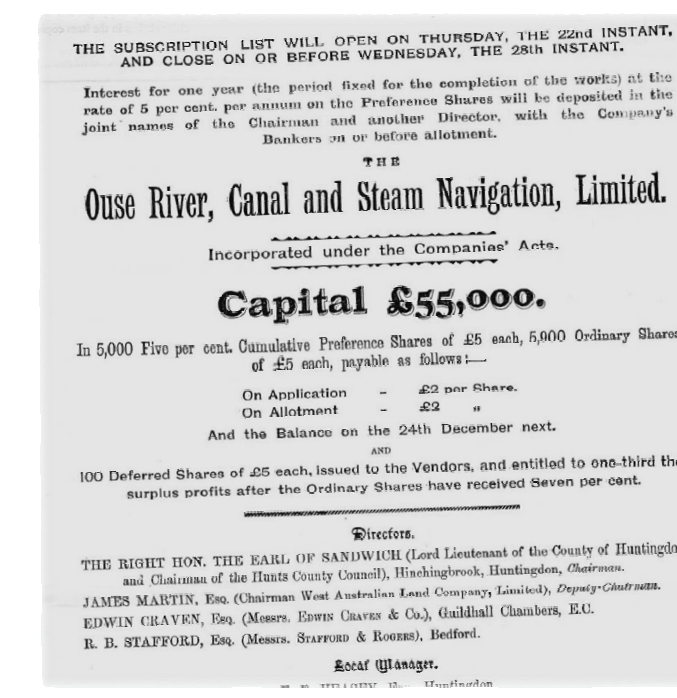 THE SUBSCRIPTION LIST WILL OPEN ON THURSDAY, THE 22nd INSTANT,
AND CLOSE ON OR BEFORE WEDNESDAY, THE 28th INSTANT.
Interest for one year (the period fixed for the completion of the works) at the
rate of 5 per cent. per annum on the Preference Shares will be deposited in the
joint names of the Chairman and another Director, with the Company's
Bankers on or before allotment.
THE
Ouse River, Canal and Steam Navigation, Limited.
Incorporated under the Companies' Acts.
Capital £55,000.
In 5,000 Five per cent. Cumulative Preference Shares of £5 each, 5,900 Ordinary Shares
of £5 each, payable as follows:—
On Application - £2 per Share.
On Allotment - £2 "
And the Balance on the 24th December next.
AND
100 Deferred Shares of £5 each, issued to the Vendors, and entitled to one-third the
surplus profits after the Ordinary Shares have received Seven per cent.
Directors.
THE RIGHT HON. THE EARL OF SANDWICH (Lord Lieutenant of the County of Huntingdo
and Chairman of the Hunts County Council), Hinchingbrook, Huntingdon, Chairman.
JAMES MARTIN, Esq. (Chairman West Australian Land Company, Limited), Deputy-Chairman.
EDWIN CRAVEN, Esq. (Messrs. EDWIN CRAVEN & Co.), Guildhall Chambers, E.C.
R. B. STAFFORD, Esq. (Messrs. STAFFORD & ROGERS), Bedford.
Local Manager.
Huntingdon